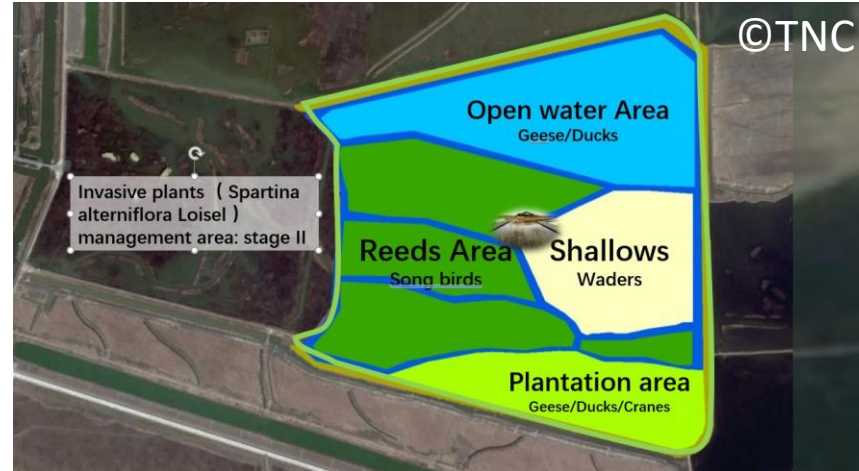 ©TNC
Open water Area
Geese/Ducks
Invasive plants （Spartina
alterniflora Loisel）
management area: stage II
Reeds Area
Song birds
Shallows
Waders
Plantation area
Geese/Ducks/Cranes